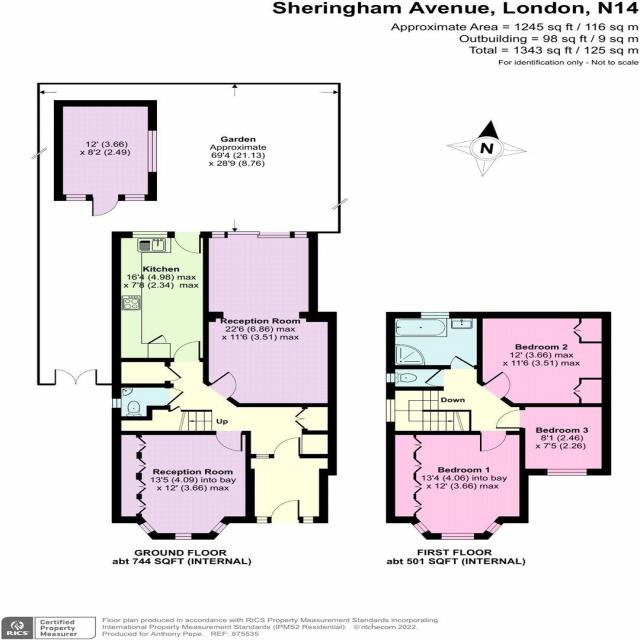 Sheringham Avenue, London, N14
Approximate Area = 1245 sq ft / 116 sq m
Outbuilding = 98 sq ft / 9 sq m
Total = 1343 sq ft / 125 sq m
For identification only - Not to scale
12' (3.66)
x 8'2 (2.49)
Garden
Approximate
69'4 (21.13)
x 28'9 (8.76)
N
Kitchen
16'4 (4.98) max
x 7'8 (2.34) max
Reception Room
22'6 (6.86) max
x 11'6 (3.51) max
Up
Reception Room
13'5 (4.09) into bay
x 12' (3.66) max
Bedroom 2
12' (3.66) max
x 11'6 (3.51) max
Down
Bedroom 3
8'1 (2.46)
x 7'5 (2.26)
Bedroom 1
13'4 (4.06) into bay
x 12' (3.66) max
GROUND FLOOR
abt 744 SQFT (INTERNAL)
FIRST FLOOR
abt 501 SQFT (INTERNAL)
RICS
Certified
Property
Measurer
Floor plan produced in accordance with RICS Property Measurement Standards incorporating
International Property Measurement Standards (IPMS2 Residential). © nichecom 2022.
Produced for Anthony Pepe. REF: 875535